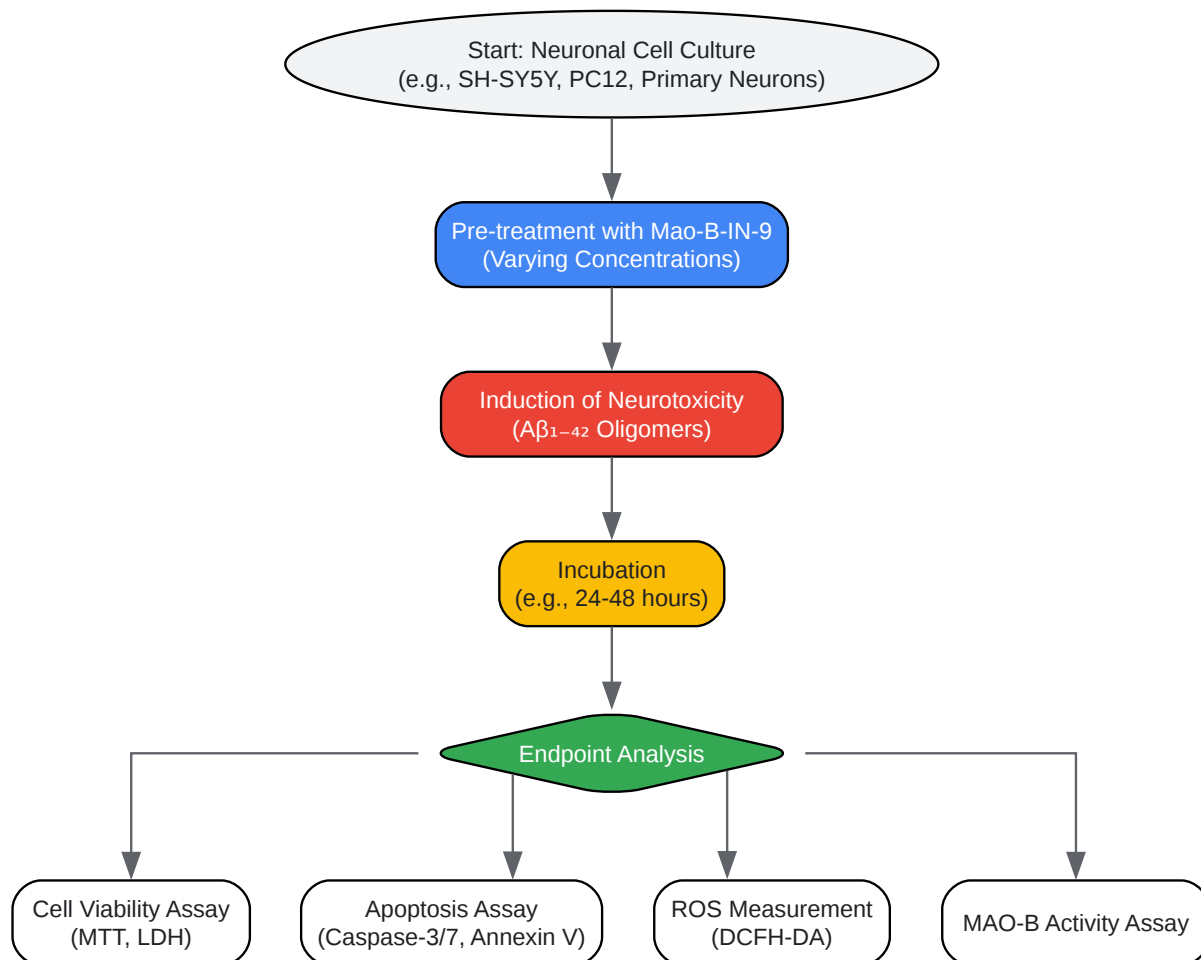 Start: Neuronal Cell Culture
(e.g., SH-SY5Y, PC12, Primary Neurons)
Pre-treatment with Mao-B-IN-9
(Varying Concentrations)
Induction of Neurotoxicity
(Aβ₁₋₄₂ Oligomers)
Incubation
(e.g., 24-48 hours)
Endpoint Analysis
Cell Viability Assay
(MTT, LDH)
Apoptosis Assay
(Caspase-3/7, Annexin V)
ROS Measurement
(DCFH-DA)
MAO-B Activity Assay